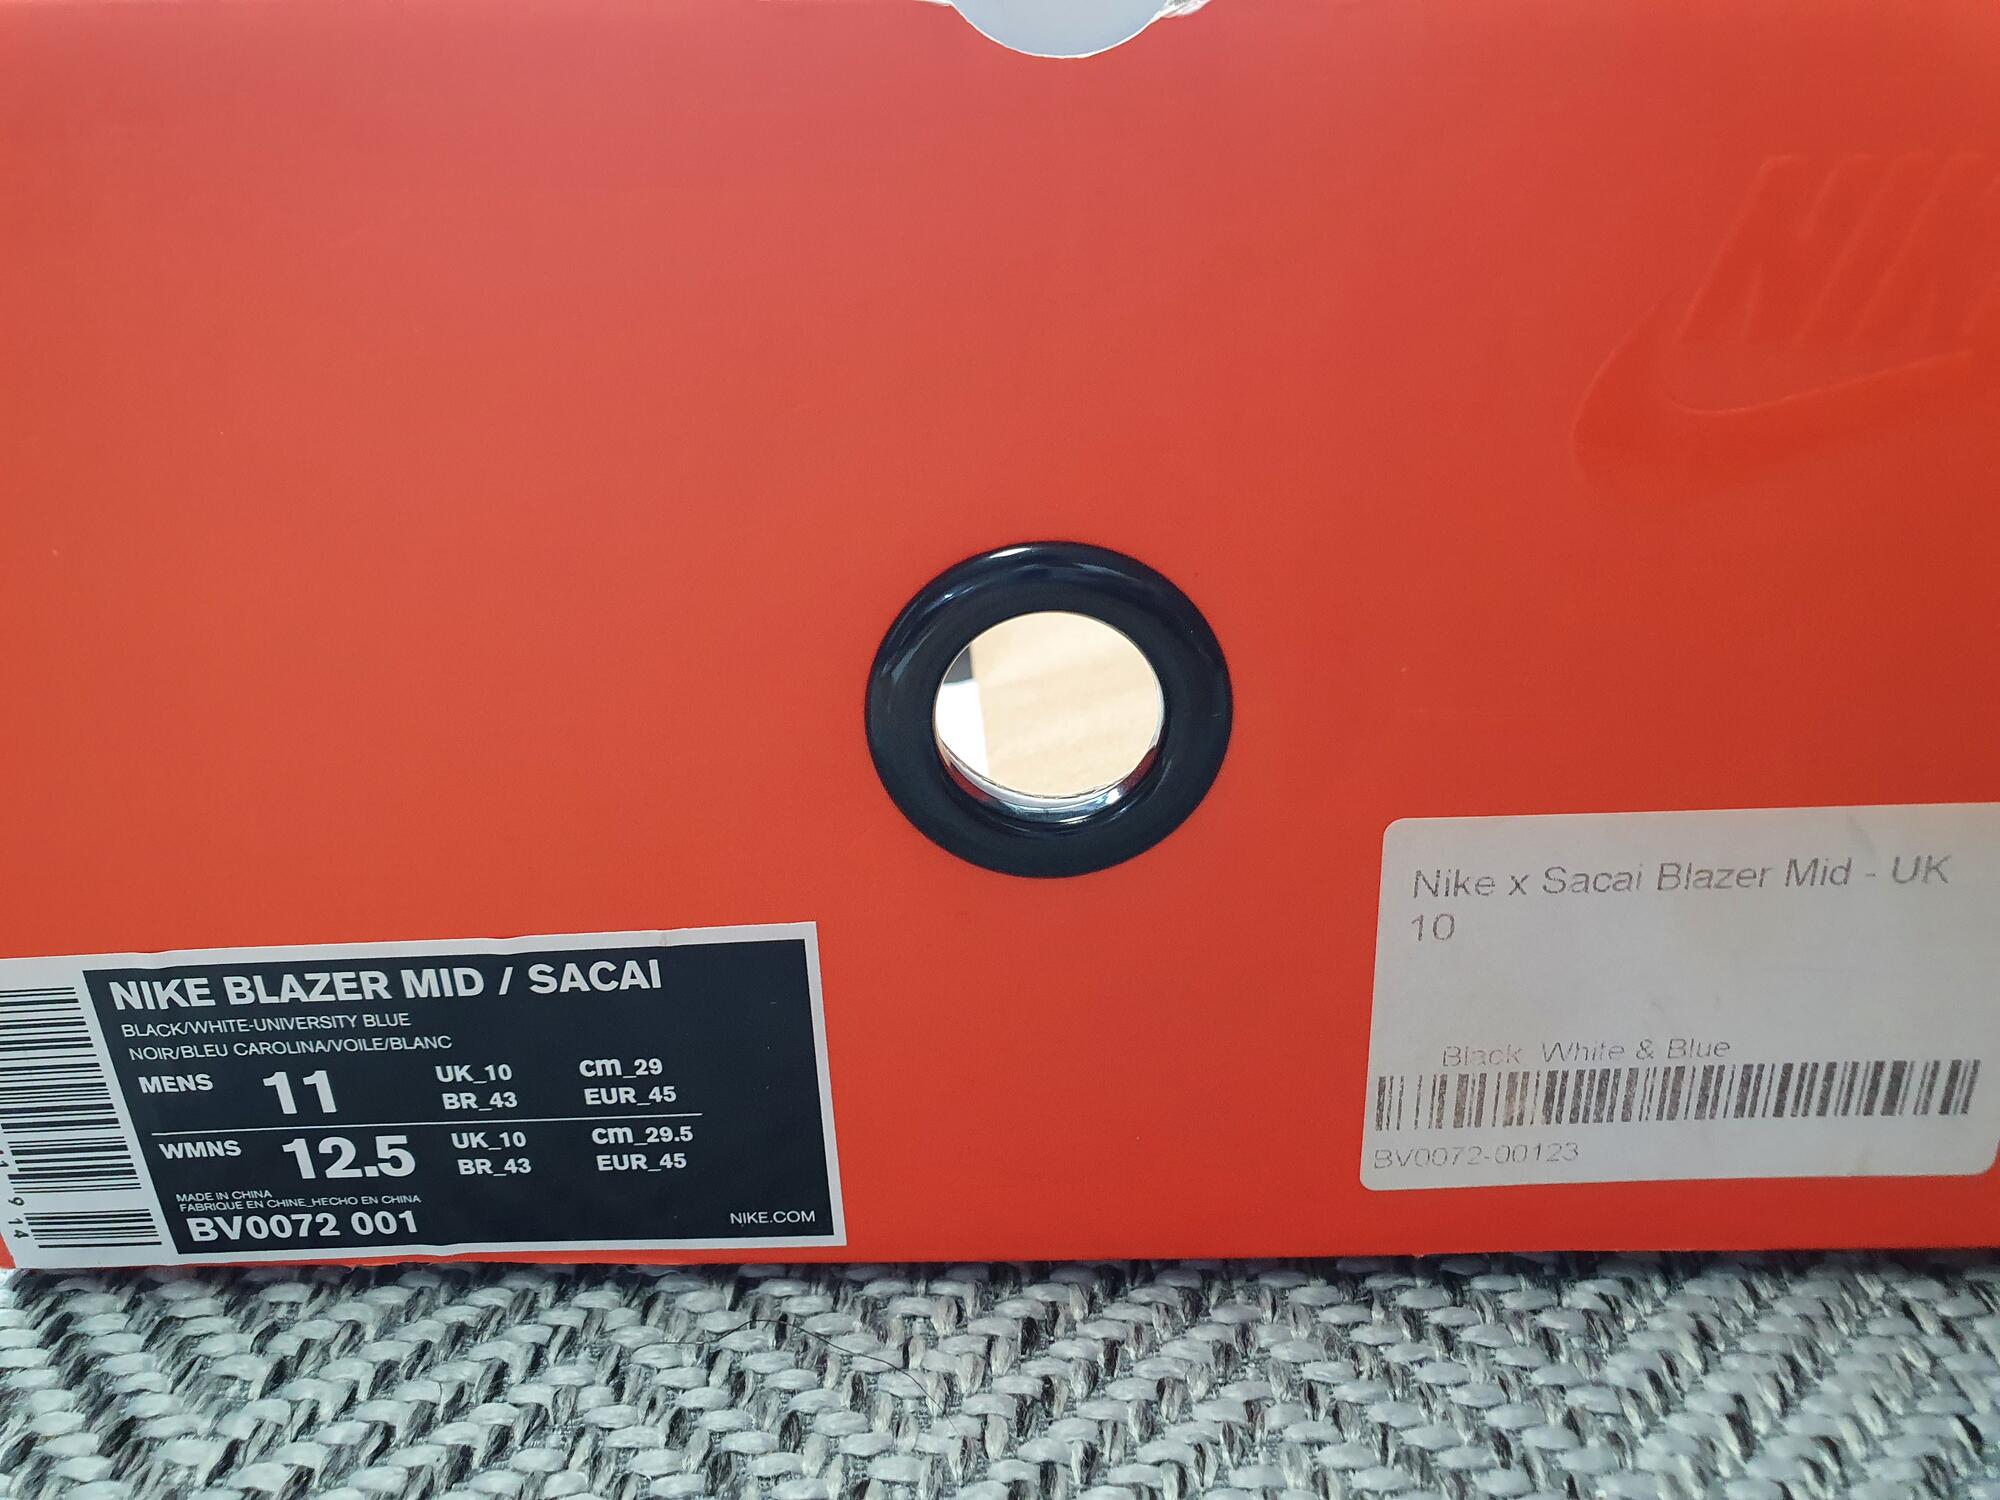 NIK
NIKE BLAZER MID / SACAI
BLACK/WHITE-UNIVERSITY BLUE
NOIR/BLEU CAROLINA/VOILE/BLANC
MENS 11 UK_10 cm_29
BR_43 EUR_45
WMNS 12.5 UK_10 cm_29.5
BR_43 EUR_45
MADE IN CHINA
FABRIQUE EN CHINE_HECHO EN CHINA
BV0072 001 NIKE.COM
Nike x Sacai Blazer Mid - UK
10
Black White & Blue
BV0072-00123